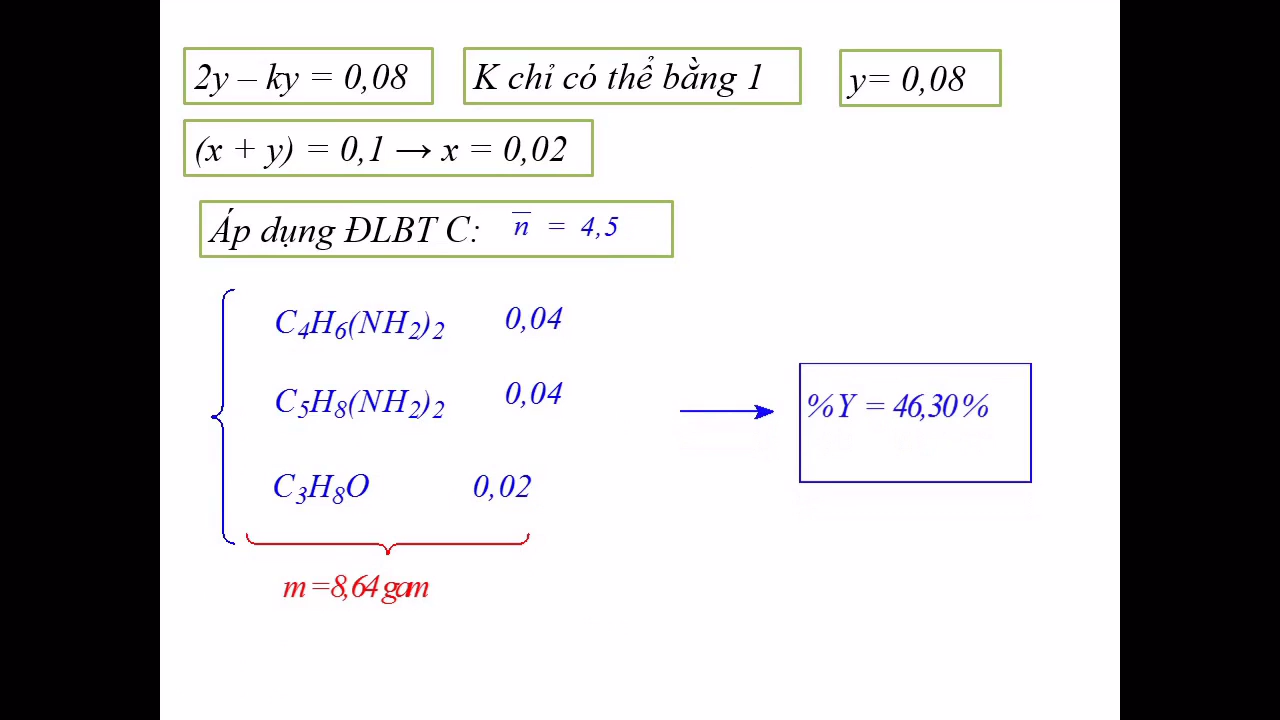 2y – ky = 0,08 K chỉ có thể bằng 1 y= 0,08
(x + y) = 0,1 → x = 0,02
Áp dụng ĐLBT C: n̅ = 4,5
C₄H₆(NH₂)₂ 0,04
C₅H₈(NH₂)₂ 0,04
%Y = 46,30%
C₃H₈O 0,02
m =8,64 gam